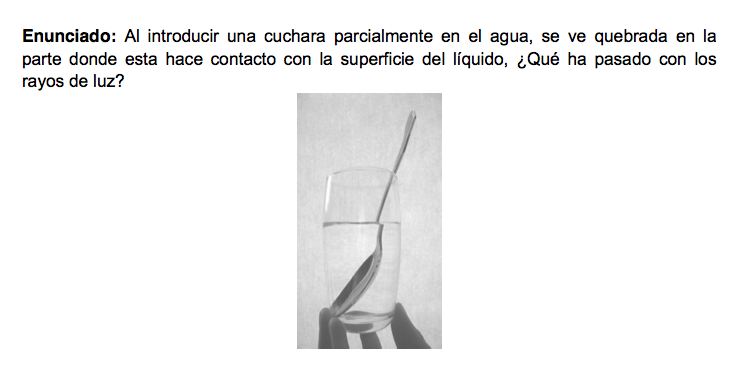 Enunciado: Al introducir una cuchara parcialmente en el agua, se ve quebrada en la
parte donde esta hace contacto con la superficie del líquido, ¿Qué ha pasado con los
rayos de luz?